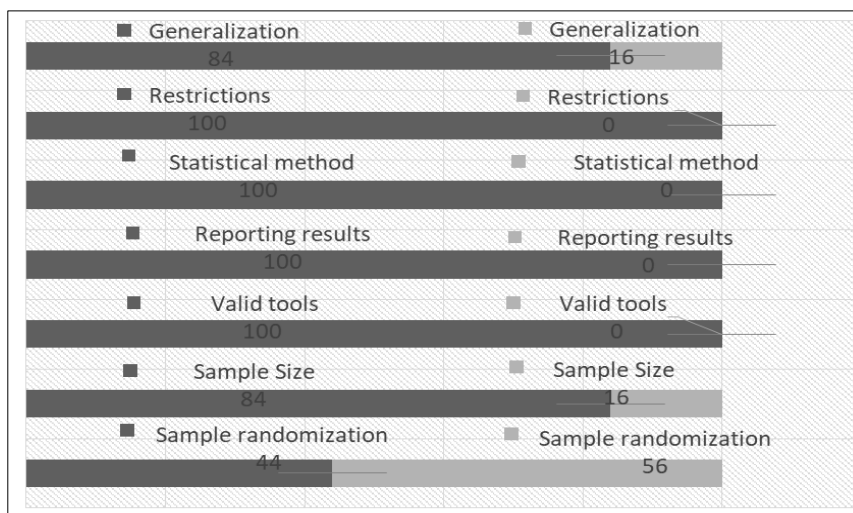 Generalization Generalization
84 16
Restrictions Restrictions
100 0
Statistical method Statistical method
100 0
Reporting results Reporting results
100 0
Valid tools Valid tools
100 0
Sample Size Sample Size
84 16
Sample randomization Sample randomization
44 56